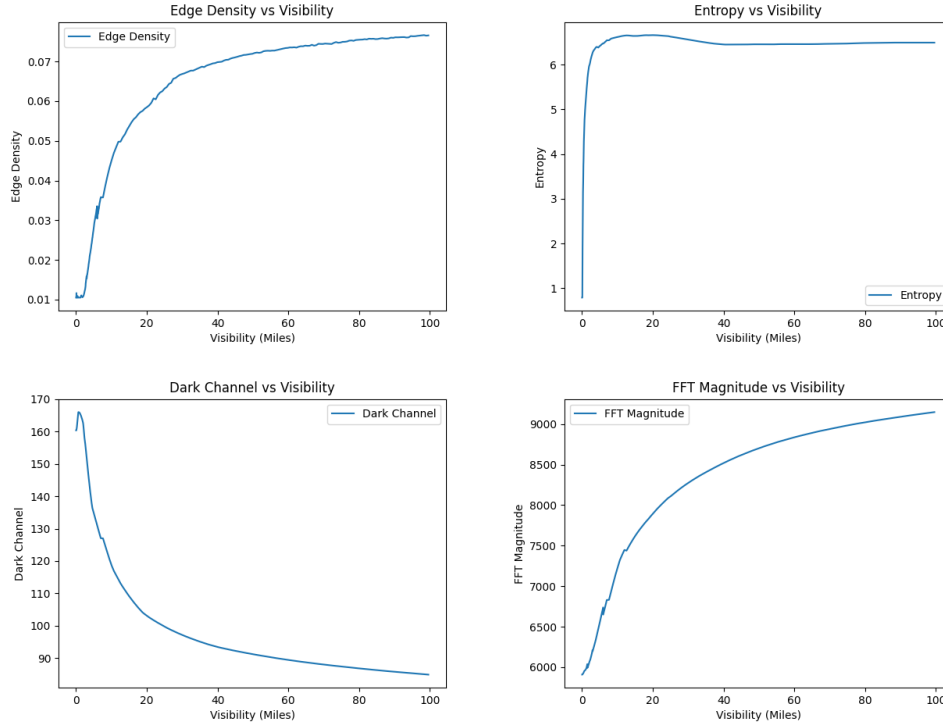 Edge Density vs Visibility
Edge Density
0.07
0.06
0.05
0.04
0.03
0.02
0.01
Edge Density
0 20 40 60 80 100
Visibility (Miles)
Entropy vs Visibility
6
5
4
3
2
1
Entropy
Entropy
0 20 40 60 80 100
Visibility (Miles)
Dark Channel vs Visibility
170
160
150
140
130
120
110
100
90
Dark Channel
Dark Channel
0 20 40 60 80 100
Visibility (Miles)
FFT Magnitude vs Visibility
FFT Magnitude
9000
8500
8000
7500
7000
6500
6000
FFT Magnitude
0 20 40 60 80 100
Visibility (Miles)